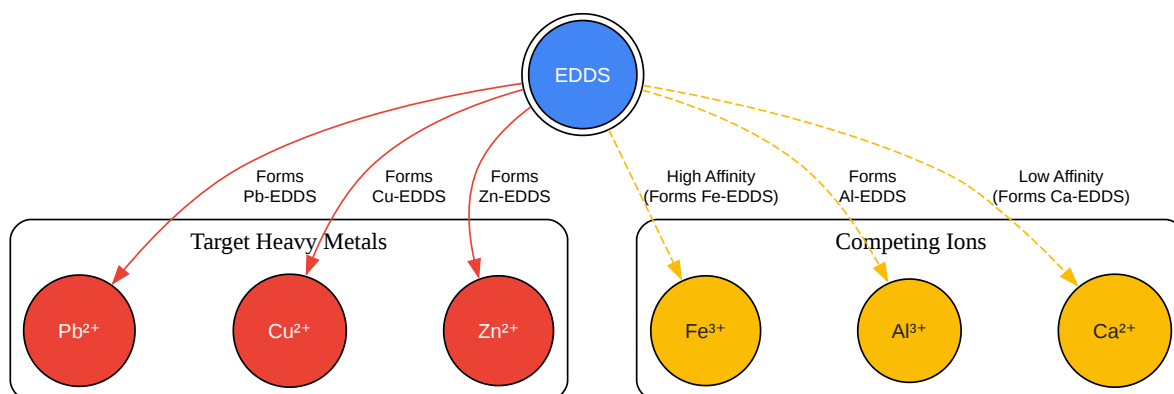 EDDS
Forms
Pb-EDDS
Forms
Cu-EDDS
Forms
Zn-EDDS
High Affinity
(Forms Fe-EDDS)
Forms
Al-EDDS
Low Affinity
(Forms Ca-EDDS)
Target Heavy Metals
Competing Ions
Pb²⁺
Cu²⁺
Zn²⁺
Fe³⁺
Al³⁺
Ca²⁺